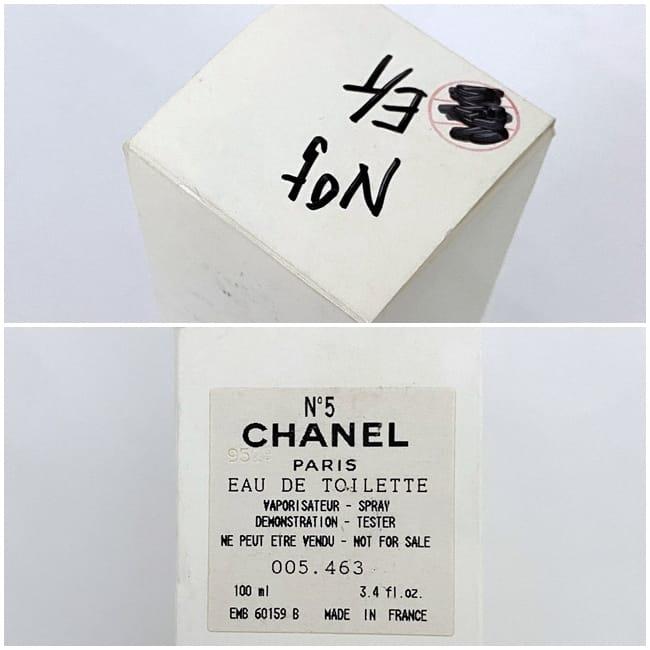 No5
E/T
N°5
CHANEL
PARIS
EAU DE TOILETTE
VAPORISATEUR - SPRAY
DEMONSTRATION - TESTER
NE PEUT ETRE VENDU - NOT FOR SALE
005.463
100 ml 3.4 fl.oz.
EMB 60159 B MADE IN FRANCE